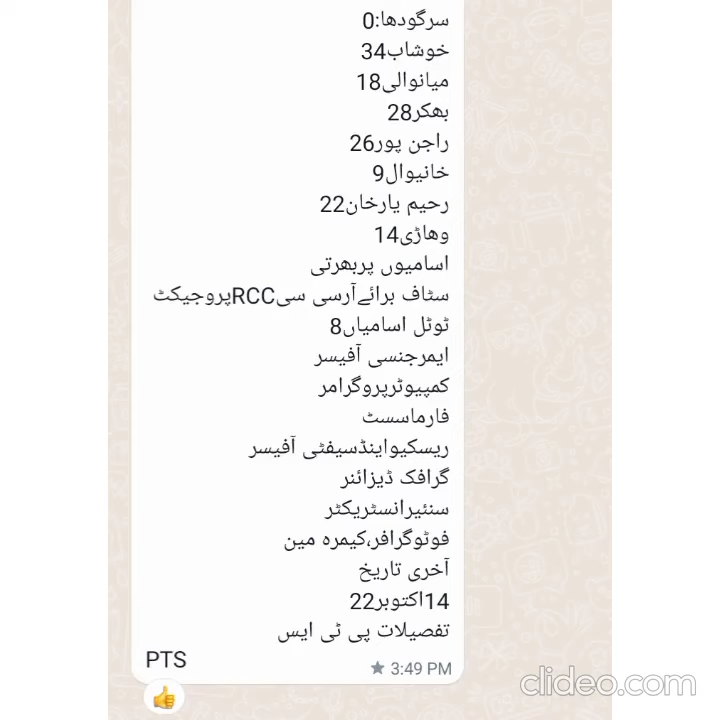 سرگودھا:0
خوشاب34
میانوالی18
بھکر28
راجن پور26
خانیوال9
رحیم یارخان22
وھاڑی14
اسامیوں پربھرتی
سٹاف برائےآرسی سیRCCپروجیکٹ
ٹوٹل اسامیاں8
ایمرجنسی آفیسر
کمپیوٹرپروگرامر
فارماسسٹ
ریسکیواینڈسیفٹی آفیسر
گرافک ڈیزائنر
سنئیرانسٹریکٹر
فوٹوگرافر،کیمرہ مین
آخری تاریخ
14اکتوبر22
تفصیلات پی ٹی ایس
PTS
3:49 PM
clideo.com